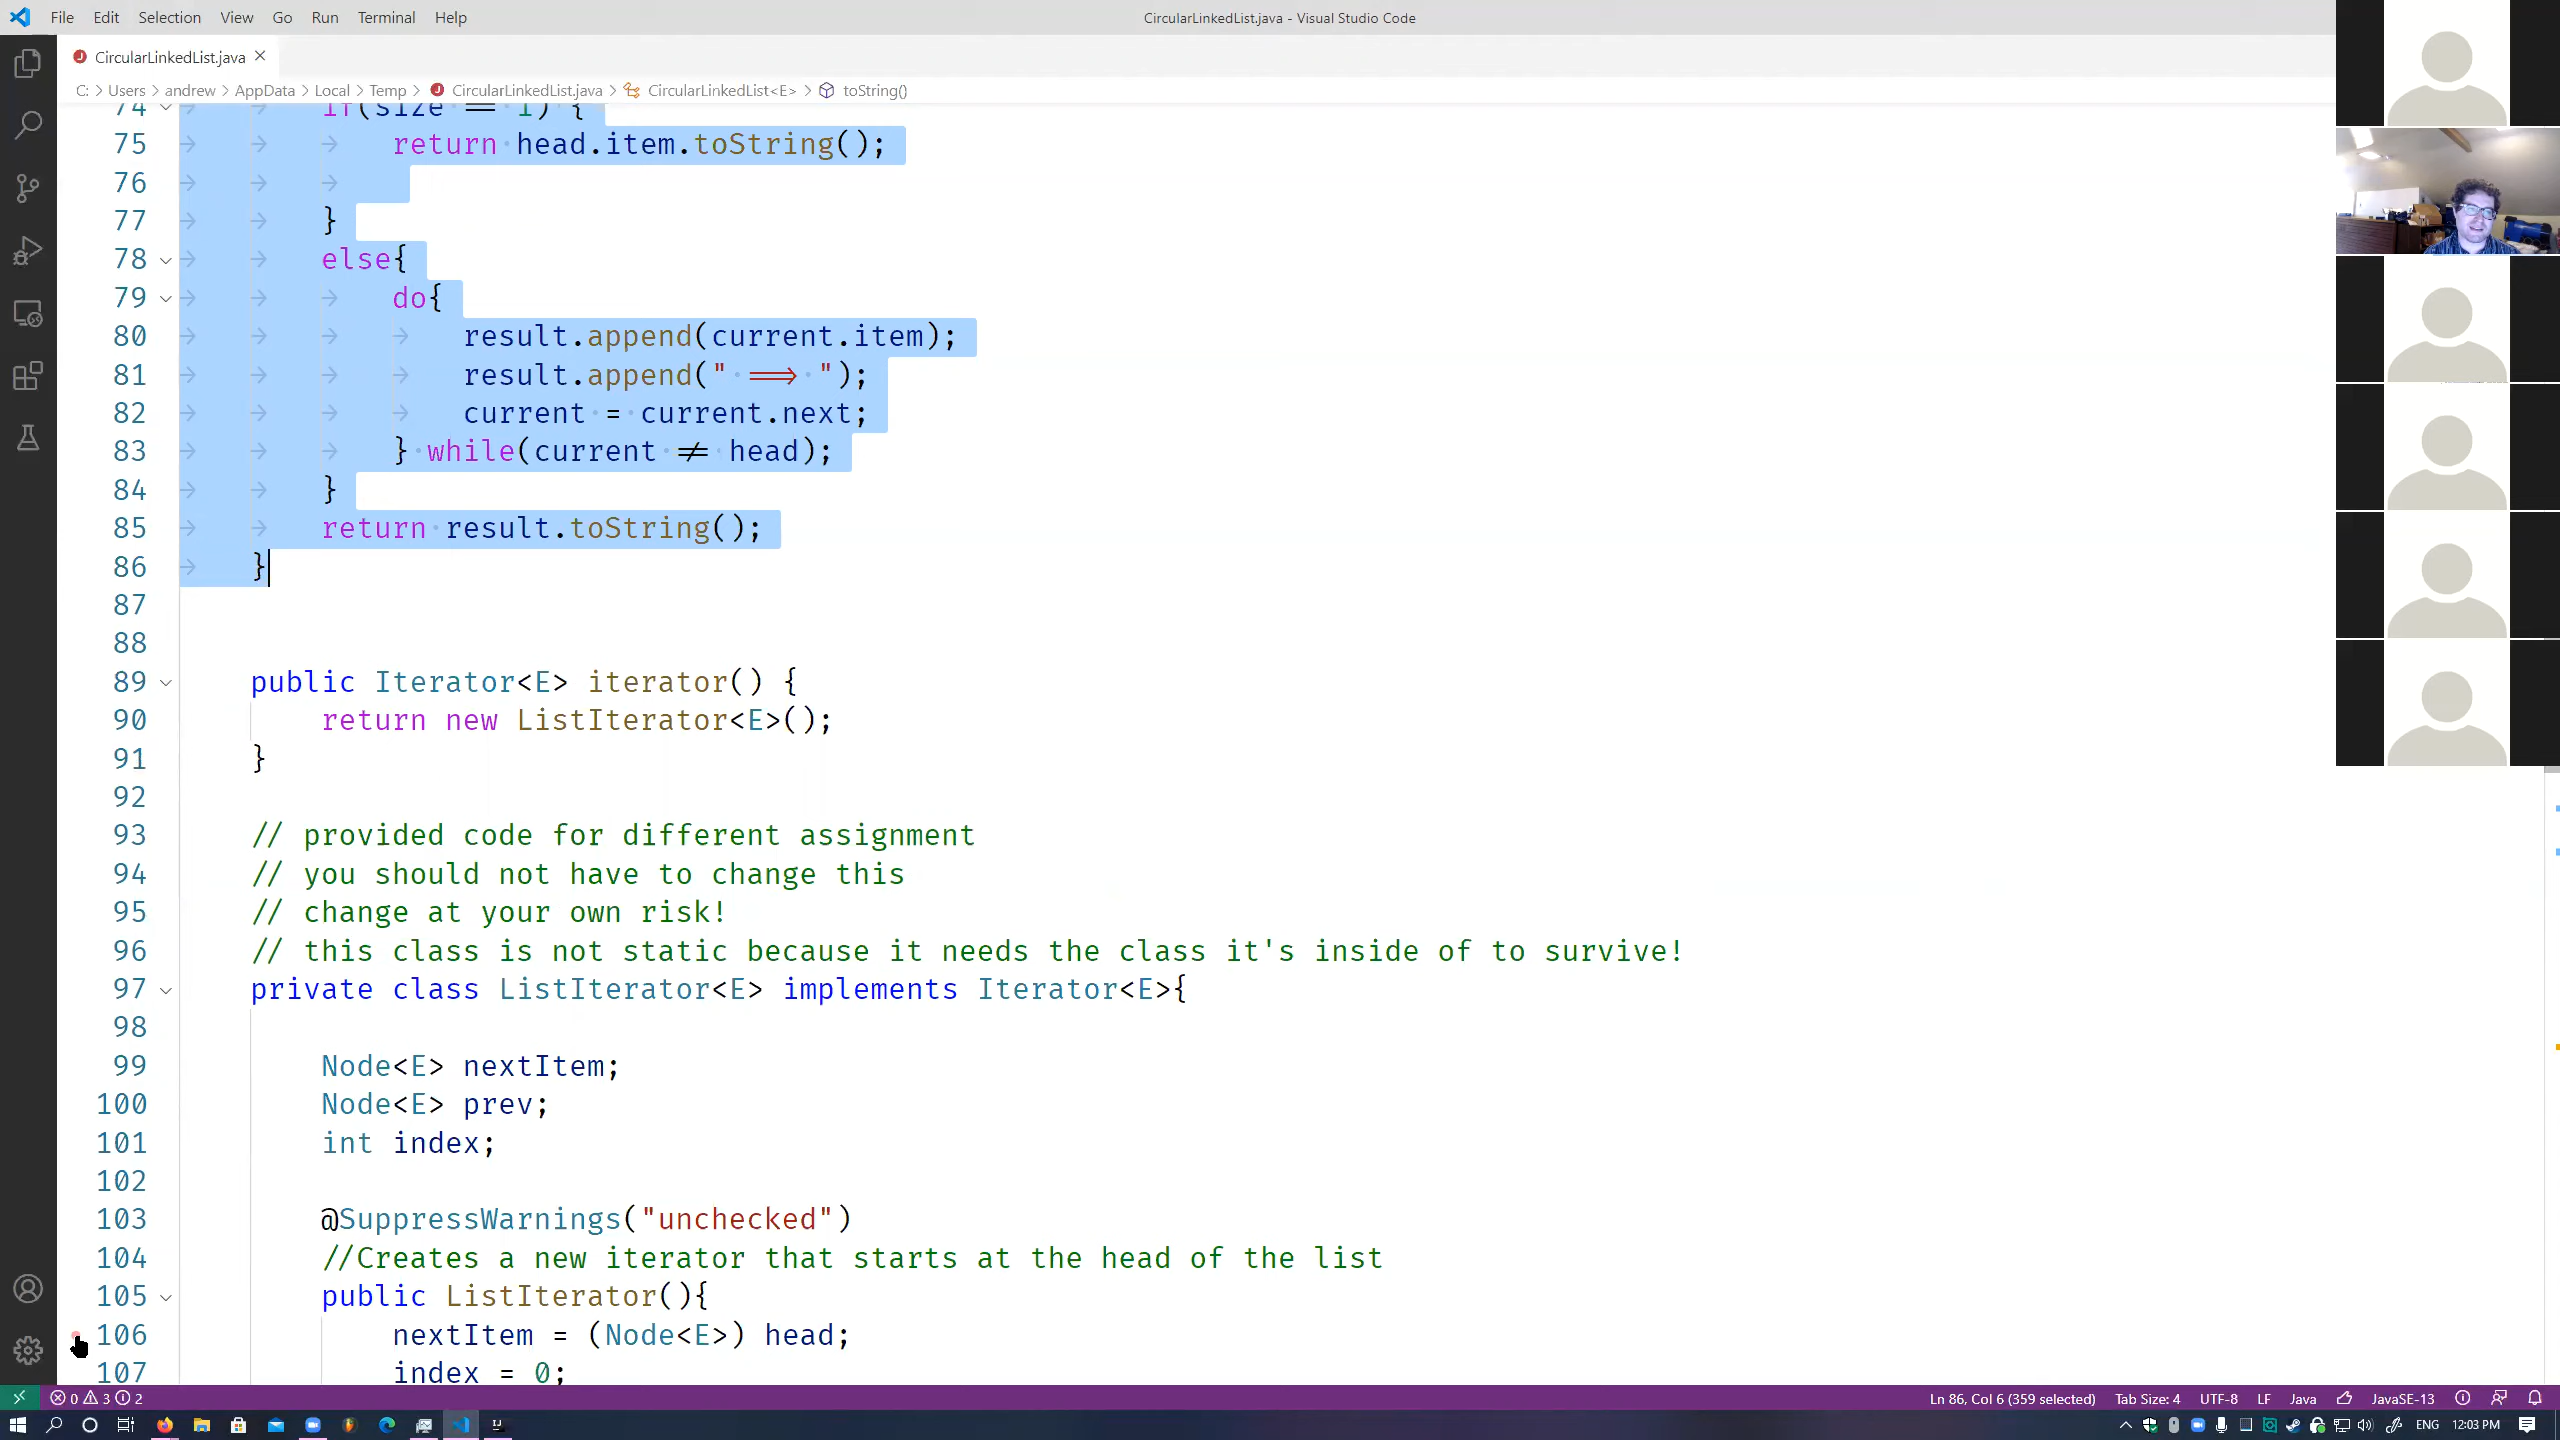 File Edit Selection View Go Run Terminal Help
CircularLinkedList.java - Visual Studio Code
CircularLinkedList.java
C: > Users > andrew > AppData > Local > Temp > CircularLinkedList.java > CircularLinkedList<E> > toString()
74 if(size == 1) {
75 return head.item.toString();
76
77 }
78 else{
79 do{
80 result.append(current.item);
81 result.append(" ==> ");
82 current = current.next;
83 } while(current != head);
84 }
85 return result.toString();
86 }
87
88
89 public Iterator<E> iterator() {
90 return new ListIterator<E>();
91 }
92
93 // provided code for different assignment
94 // you should not have to change this
95 // change at your own risk!
96 // this class is not static because it needs the class it's inside of to survive!
97 private class ListIterator<E> implements Iterator<E>{
98
99 Node<E> nextItem;
100 Node<E> prev;
101 int index;
102
103 @SuppressWarnings("unchecked")
104 //Creates a new iterator that starts at the head of the list
105 public ListIterator(){
106 nextItem = (Node<E>) head;
107 index = 0;
0 3 2
Ln 86, Col 6 (359 selected) Tab Size: 4 UTF-8 LF Java JavaSE-13
ENG 12:03 PM